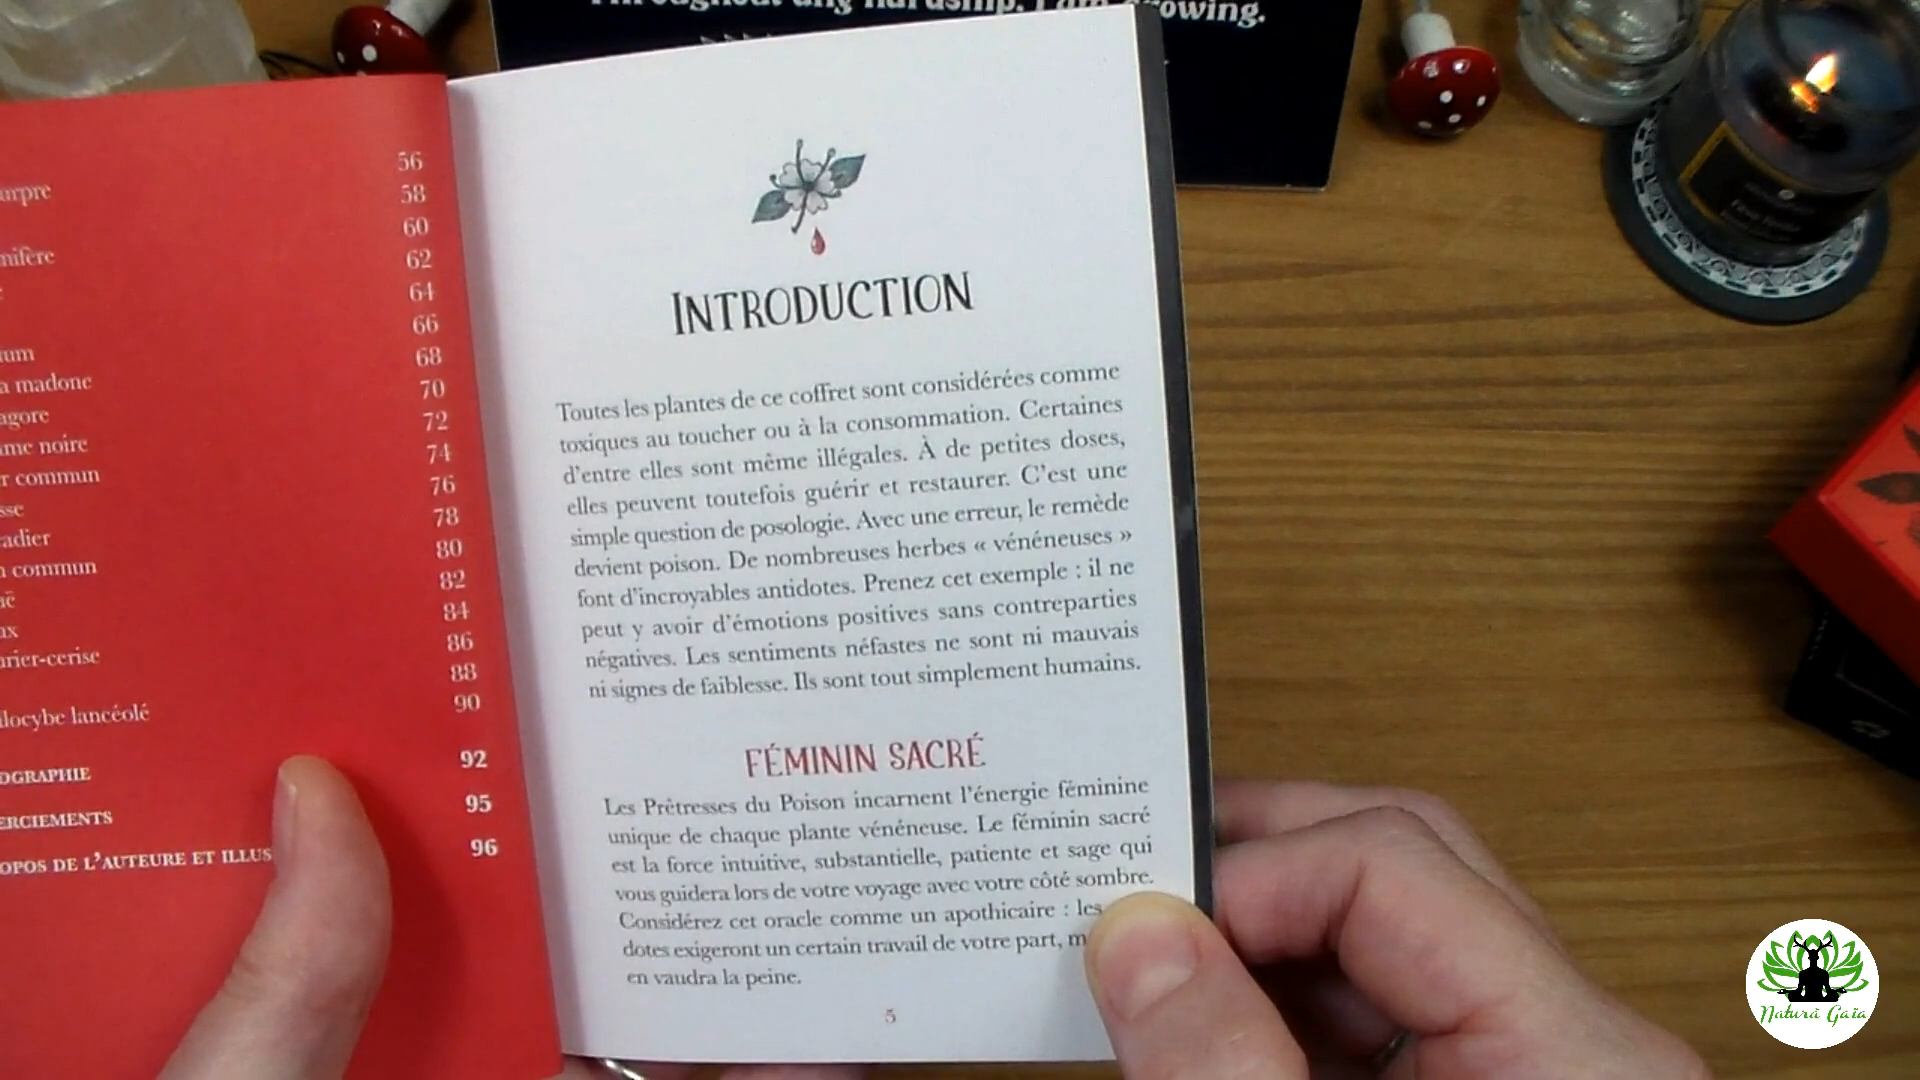 Throughout any hardship, I am growing.
56
58
60
nifère 62
64
66
68
a madone 70
agore 72
me noire 74
r commun 76
78
adier 80
n commun 82
84
86
rier-cerise 88
ilocybe lancéolé 90
OGRAPHIE 92
ERCIEMENTS 95
OPOS DE L'AUTEURE ET ILLUS 96
INTRODUCTION
Toutes les plantes de ce coffret sont considérées comme
toxiques au toucher ou à la consommation. Certaines
d'entre elles sont même illégales. À de petites doses,
elles peuvent toutefois guérir et restaurer. C'est une
simple question de posologie. Avec une erreur, le remède
devient poison. De nombreuses herbes « vénéneuses »
font d'incroyables antidotes. Prenez cet exemple : il ne
peut y avoir d'émotions positives sans contreparties
négatives. Les sentiments néfastes ne sont ni mauvais
ni signes de faiblesse. Ils sont tout simplement humains.
FÉMININ SACRÉ
Les Prêtresses du Poison incarnent l'énergie féminine
unique de chaque plante vénéneuse. Le féminin sacré
est la force intuitive, substantielle, patiente et sage qui
vous guidera lors de votre voyage avec votre côté sombre.
Considérez cet oracle comme un apothicaire : les
dotes exigeront un certain travail de votre part, m
en vaudra la peine.
5
Natura Gaia